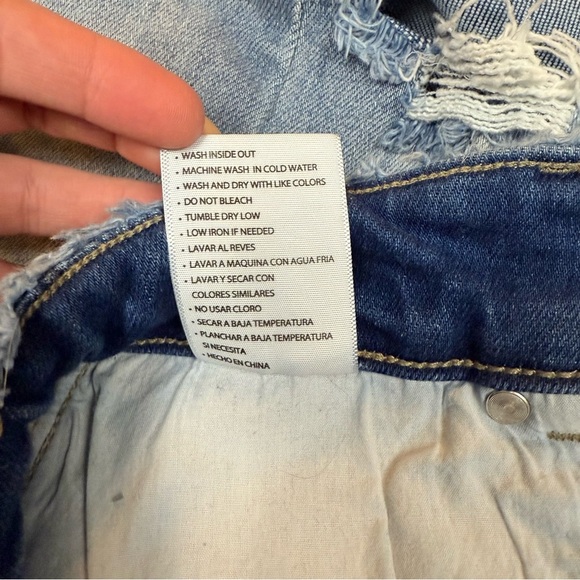 • WASH INSIDE OUT
• MACHINE WASH IN COLD WATER
• WASH AND DRY WITH LIKE COLORS
• DO NOT BLEACH
• TUMBLE DRY LOW
• LOW IRON IF NEEDED
• LAVAR AL REVES
• LAVAR A MAQUINA CON AGUA FRIA
• LAVAR Y SECAR CON
COLORES SIMILARES
• NO USAR CLORO
• SECAR A BAJA TEMPERATURA
• PLANCHAR A BAJA TEMPERATURA
SI NECESITA
• HECHO EN CHINA